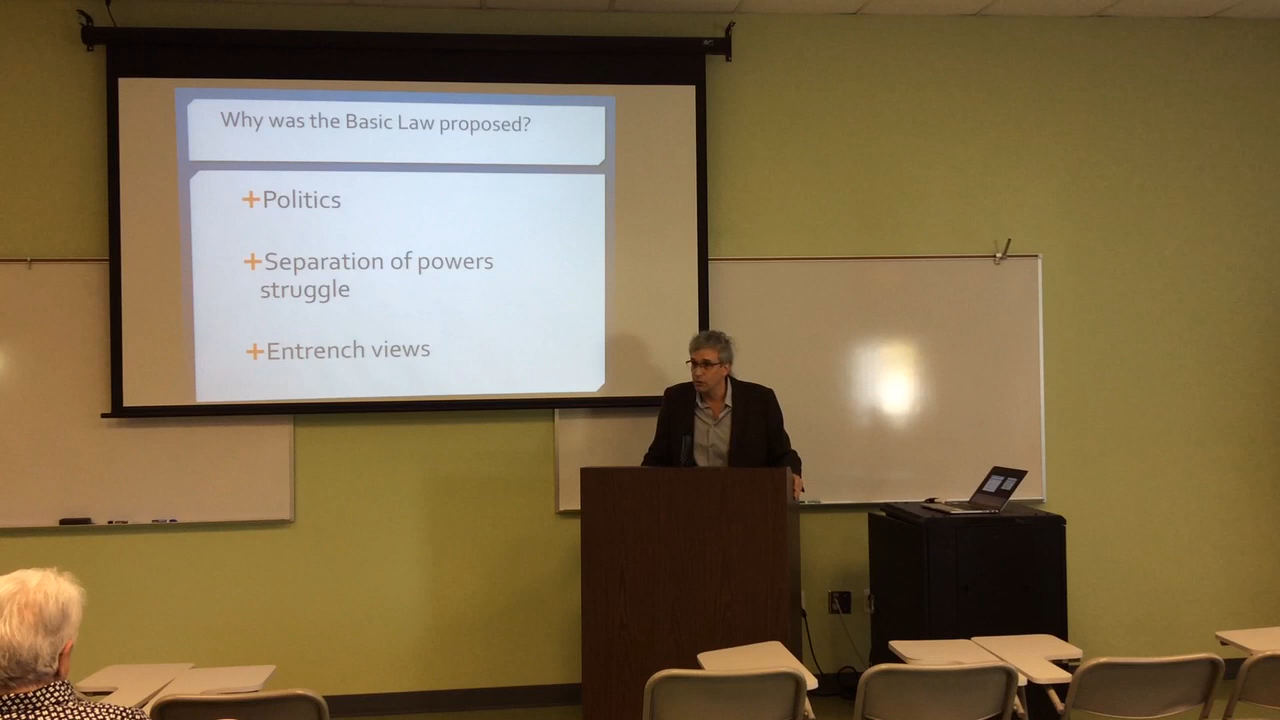 Why was the Basic Law proposed?
+Politics
+Separation of powers
struggle
+Entrench views